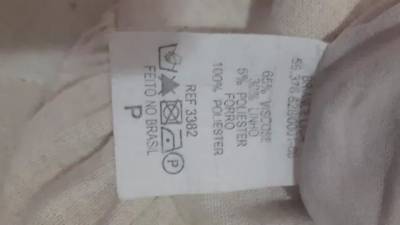 65% VISCOSE
30% LINHO
5% POLIESTER
FORRO
100% POLIESTER
REF 3382
P
FEITO NO BRASIL
P